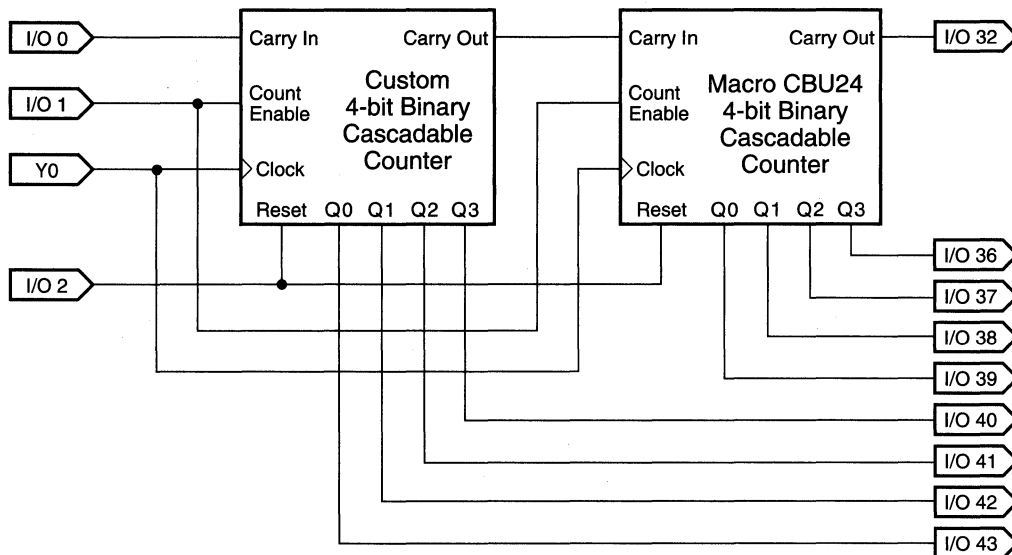 I/O 0
Carry In
Carry Out
Carry In
Carry Out
I/O 32
Custom
4-bit Binary
Cascadable
Counter
Macro CBU24
4-bit Binary
Cascadable
Counter
I/O 1
Count
Enable
Count
Enable
Y0
Clock
Clock
Reset Q0 Q1 Q2 Q3
Reset Q0 Q1 Q2 Q3
I/O 2
I/O 36
I/O 37
I/O 38
I/O 39
I/O 40
I/O 41
I/O 42
I/O 43